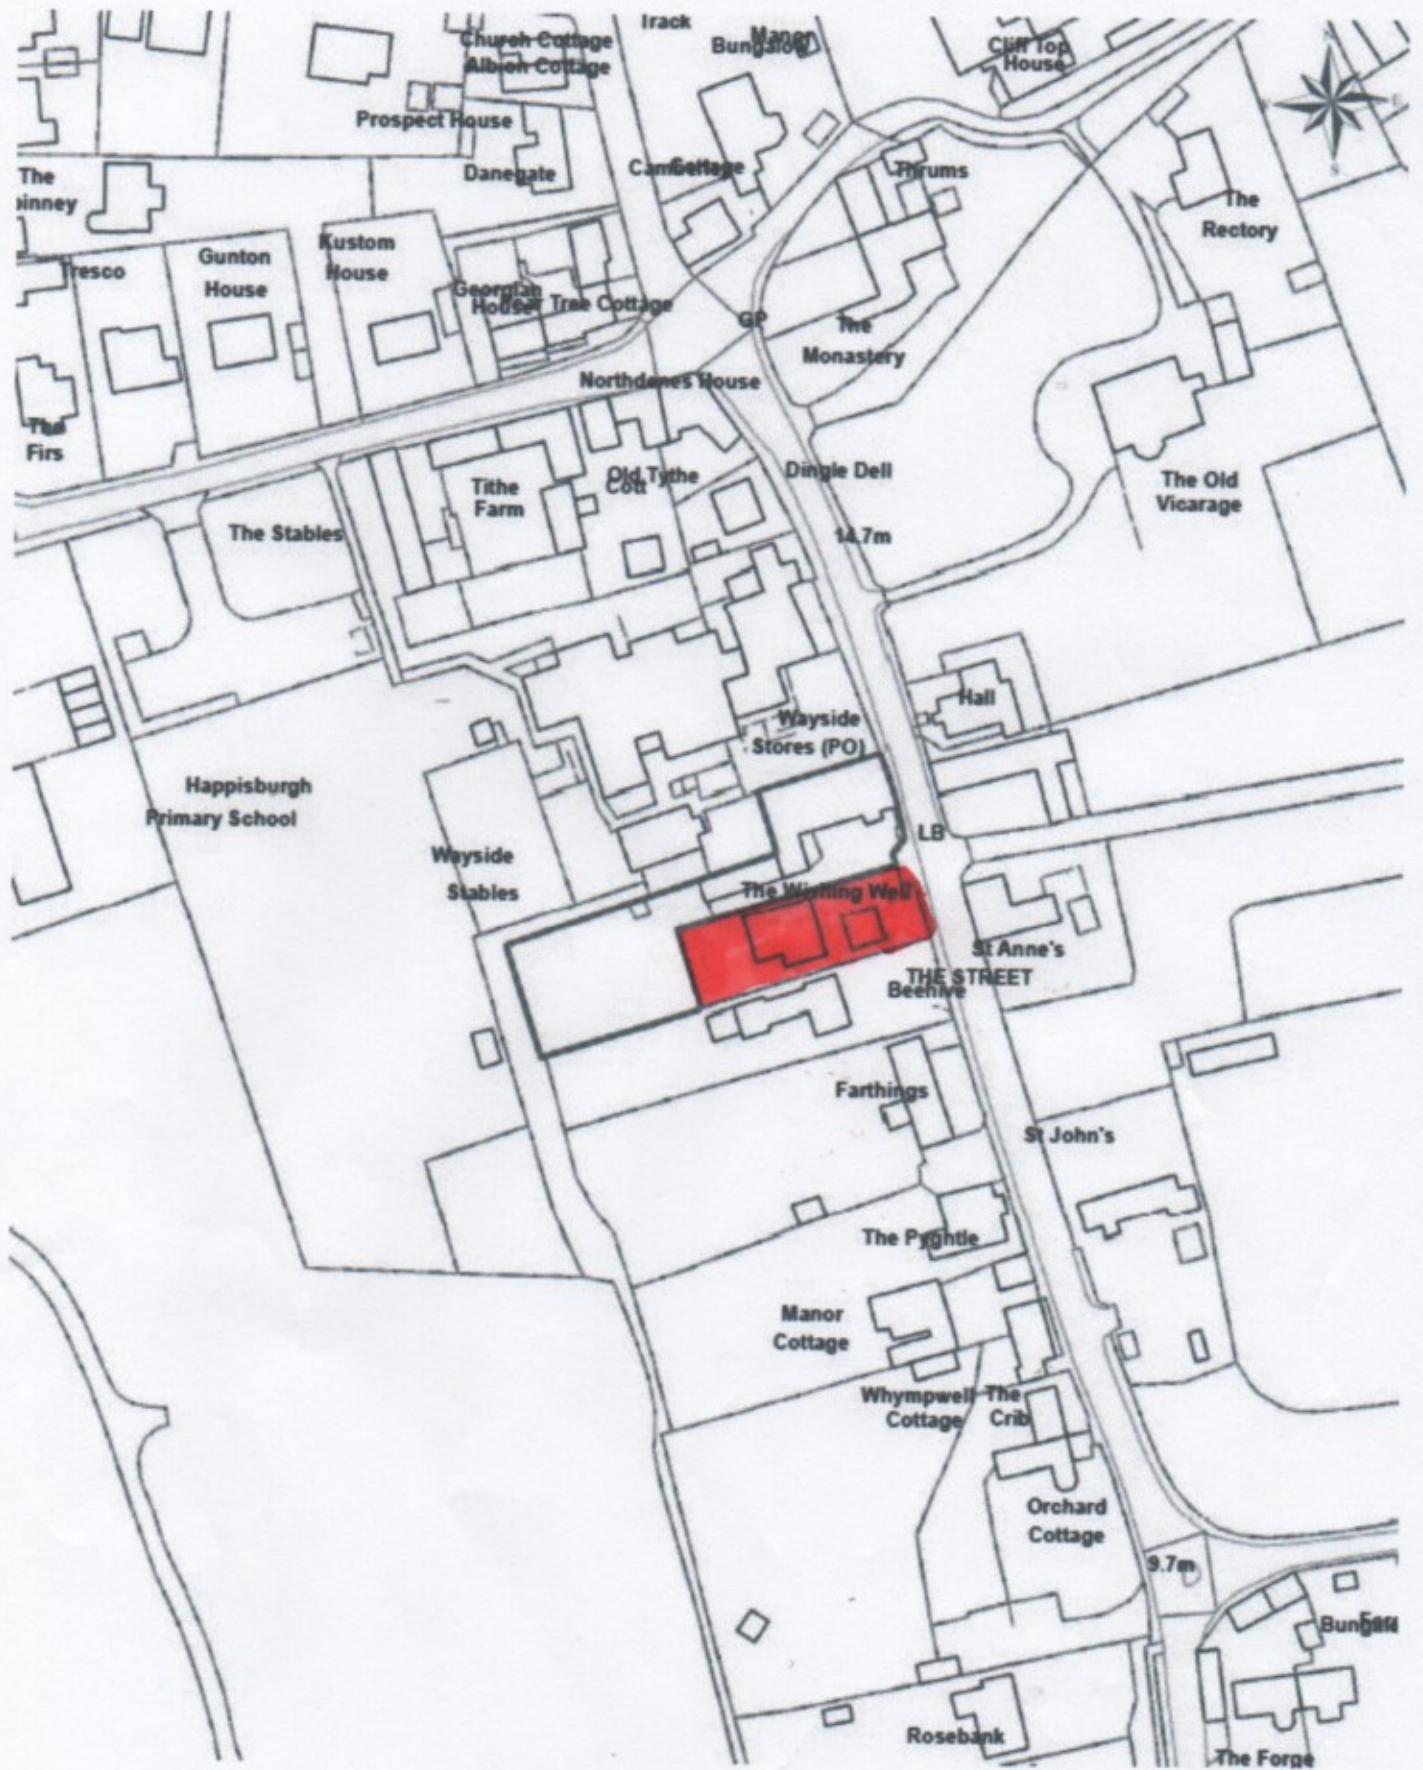 Track
Church Cottage
Albion Cottage
Manor
Bungalow
Cliff Top
House
Prospect House
Danegate
Cottage
Thrums
The
The
Rectory
Kustom
House
Gunton
House
Tresco
Georgian
House
Pear Tree Cottage
GP
The
Monastery
Northdenes House
The
Firs
Tithe
Farm
Old Tythe
Cott
Dingle Dell
The Old
Vicarage
The Stables
14.7m
Hall
Wayside
Stores (PO)
Happisburgh
Primary School
LB
Wayside
Stables
The Wishing Well
St Anne's
THE STREET
Beehive
Farthings
St John's
The Pyghtle
Manor
Cottage
Whympwell
Cottage
The
Crib
Orchard
Cottage
9.7m
Rosebank
The Forge
N
E
S